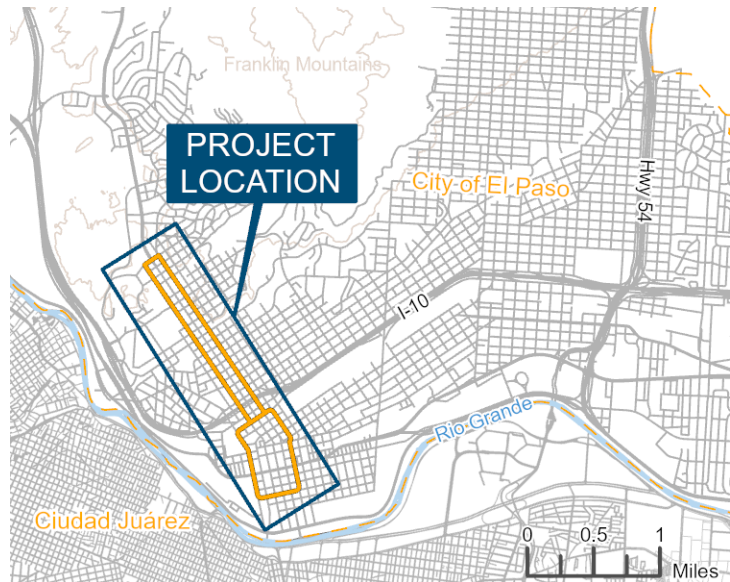 Franklin Mountains
PROJECT
LOCATION
City of El Paso
Hwy 54
I-10
Rio Grande
Ciudad Juárez
0 0.5 1
Miles